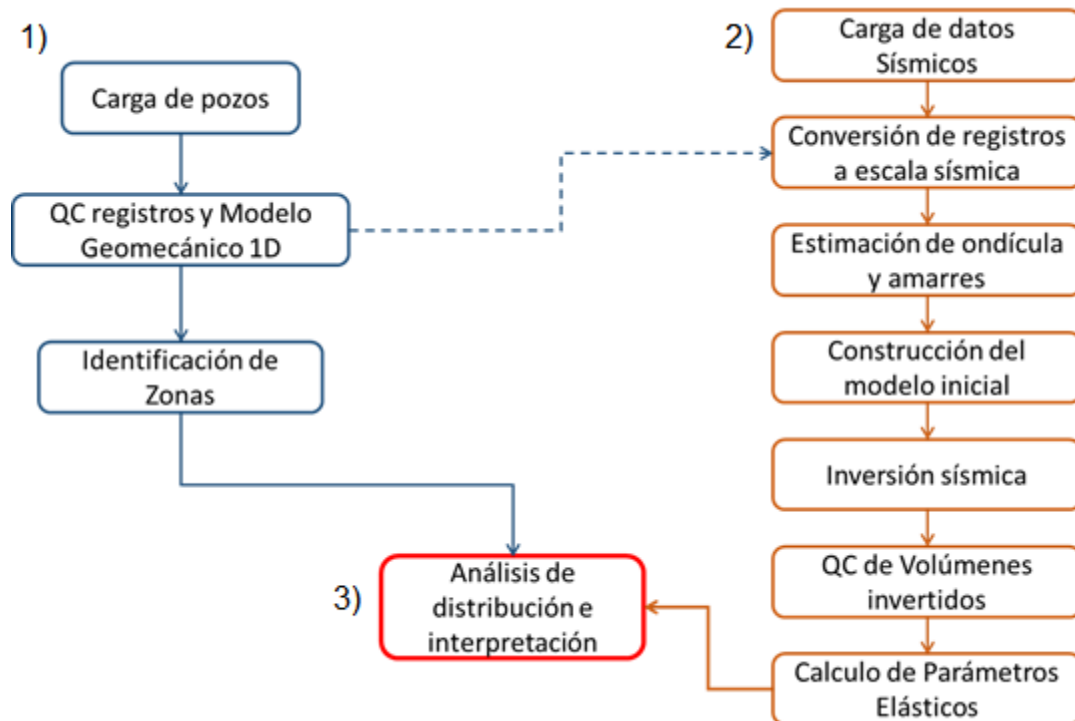 1)
Carga de pozos
QC registros y Modelo
Geomecánico 1D
Identificación de
Zonas
2)
Carga de datos
Sísmicos
Conversión de registros
a escala sísmica
Estimación de ondícula
y amarres
Construcción del
modelo inicial
Inversión sísmica
QC de Volúmenes
invertidos
Calculo de Parámetros
Elásticos
3)
Análisis de
distribución e
interpretación